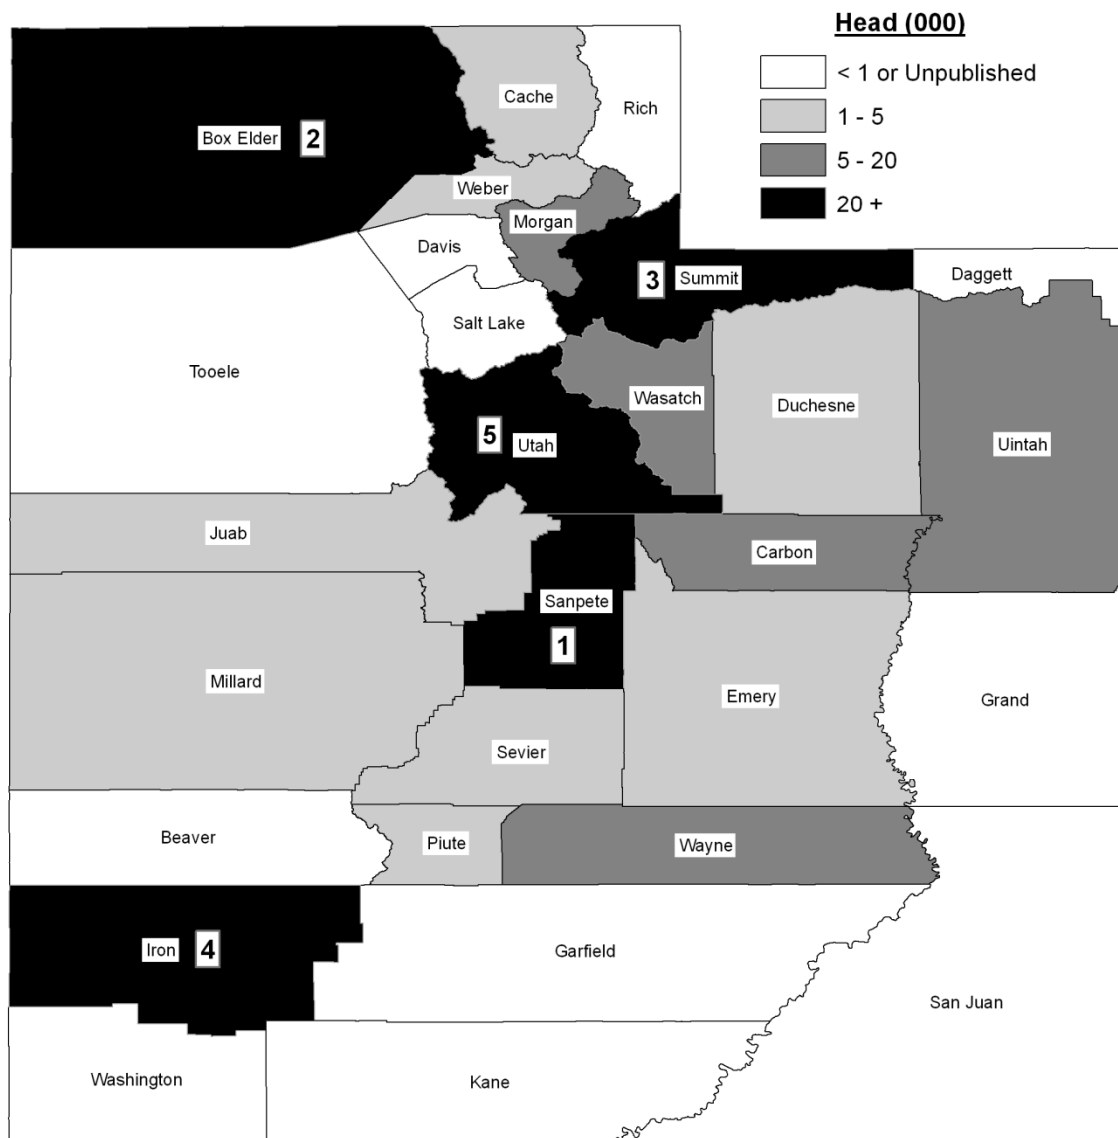 Head (000)
< 1 or Unpublished
1 - 5
5 - 20
20 +
Cache
Rich
Box Elder 2
Weber
Morgan
Davis
3 Summit
Daggett
Salt Lake
Tooele
Wasatch
Duchesne
5 Utah
Uintah
Juab
Carbon
Sanpete
1
Millard
Emery
Grand
Sevier
Beaver
Piute
Wayne
Iron 4
Garfield
San Juan
Washington
Kane